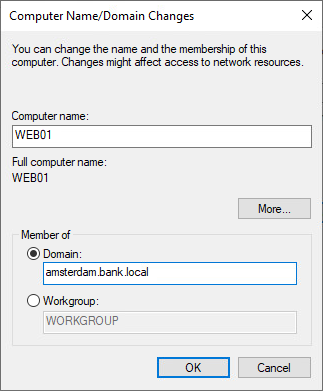 Computer Name/Domain Changes
You can change the name and the membership of this
computer. Changes might affect access to network resources.
Computer name:
WEB01
Full computer name:
WEB01
More...
Member of
Domain:
amsterdam.bank.local
Workgroup:
WORKGROUP
OK
Cancel